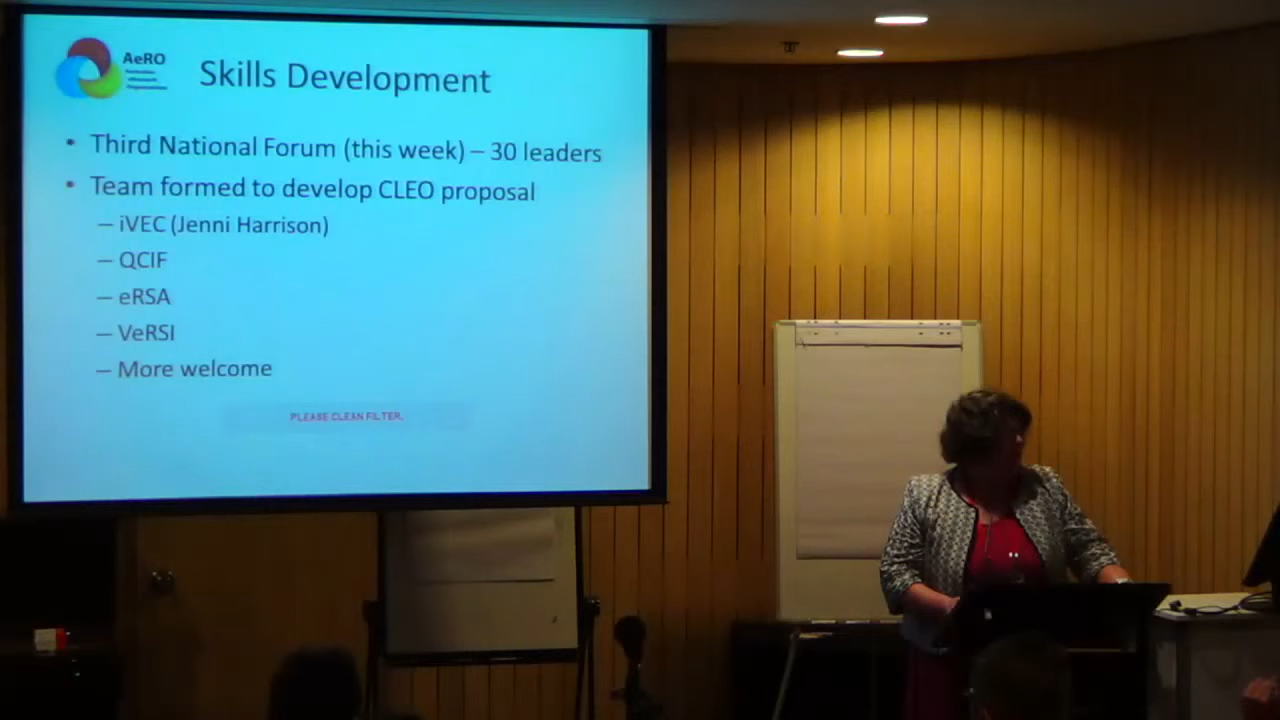 AeRO
Skills Development
• Third National Forum (this week) – 30 leaders
• Team formed to develop CLEO proposal
– iVEC (Jenni Harrison)
– QCIF
– eRSA
– VeRSI
– More welcome
PLEASE CLEAN FILTER.